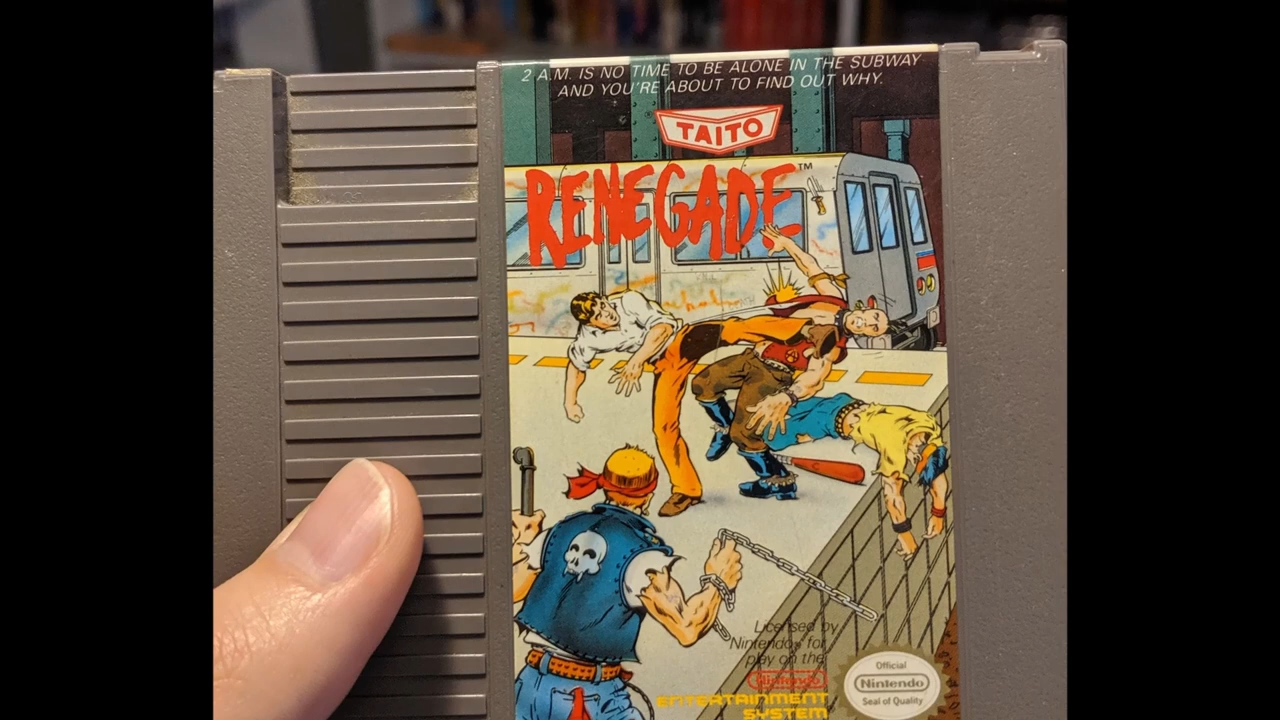 2 A.M. IS NO TIME TO BE ALONE IN THE SUBWAY
AND YOU'RE ABOUT TO FIND OUT WHY.
TAITO
RENEGADE™
Licensed by
Nintendo® for
play on the
Nintendo
ENTERTAINMENT
SYSTEM
Official
Nintendo
Seal of Quality